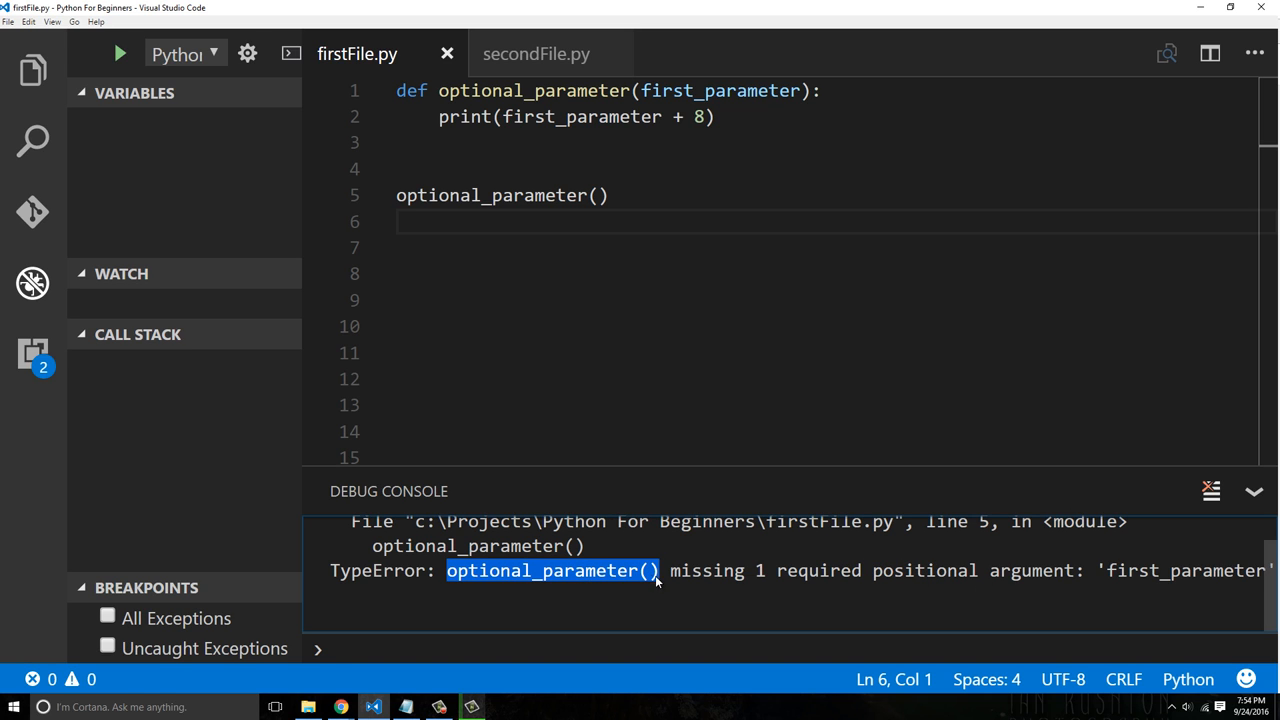 firstFile.py - Python For Beginners - Visual Studio Code
File Edit View Go Help
Python
firstFile.py
secondFile.py
VARIABLES
WATCH
CALL STACK
2
BREAKPOINTS
All Exceptions
Uncaught Exceptions
1 def optional_parameter(first_parameter):
2 print(first_parameter + 8)
3
4
5 optional_parameter()
6
7
8
9
10
11
12
13
14
15
DEBUG CONSOLE
File "c:\Projects\Python For Beginners\firstFile.py", line 5, in <module>
optional_parameter()
TypeError: optional_parameter() missing 1 required positional argument: 'first_parameter'
0 0
Ln 6, Col 1 Spaces: 4 UTF-8 CRLF Python
I'm Cortana. Ask me anything.
7:54 PM
9/24/2016